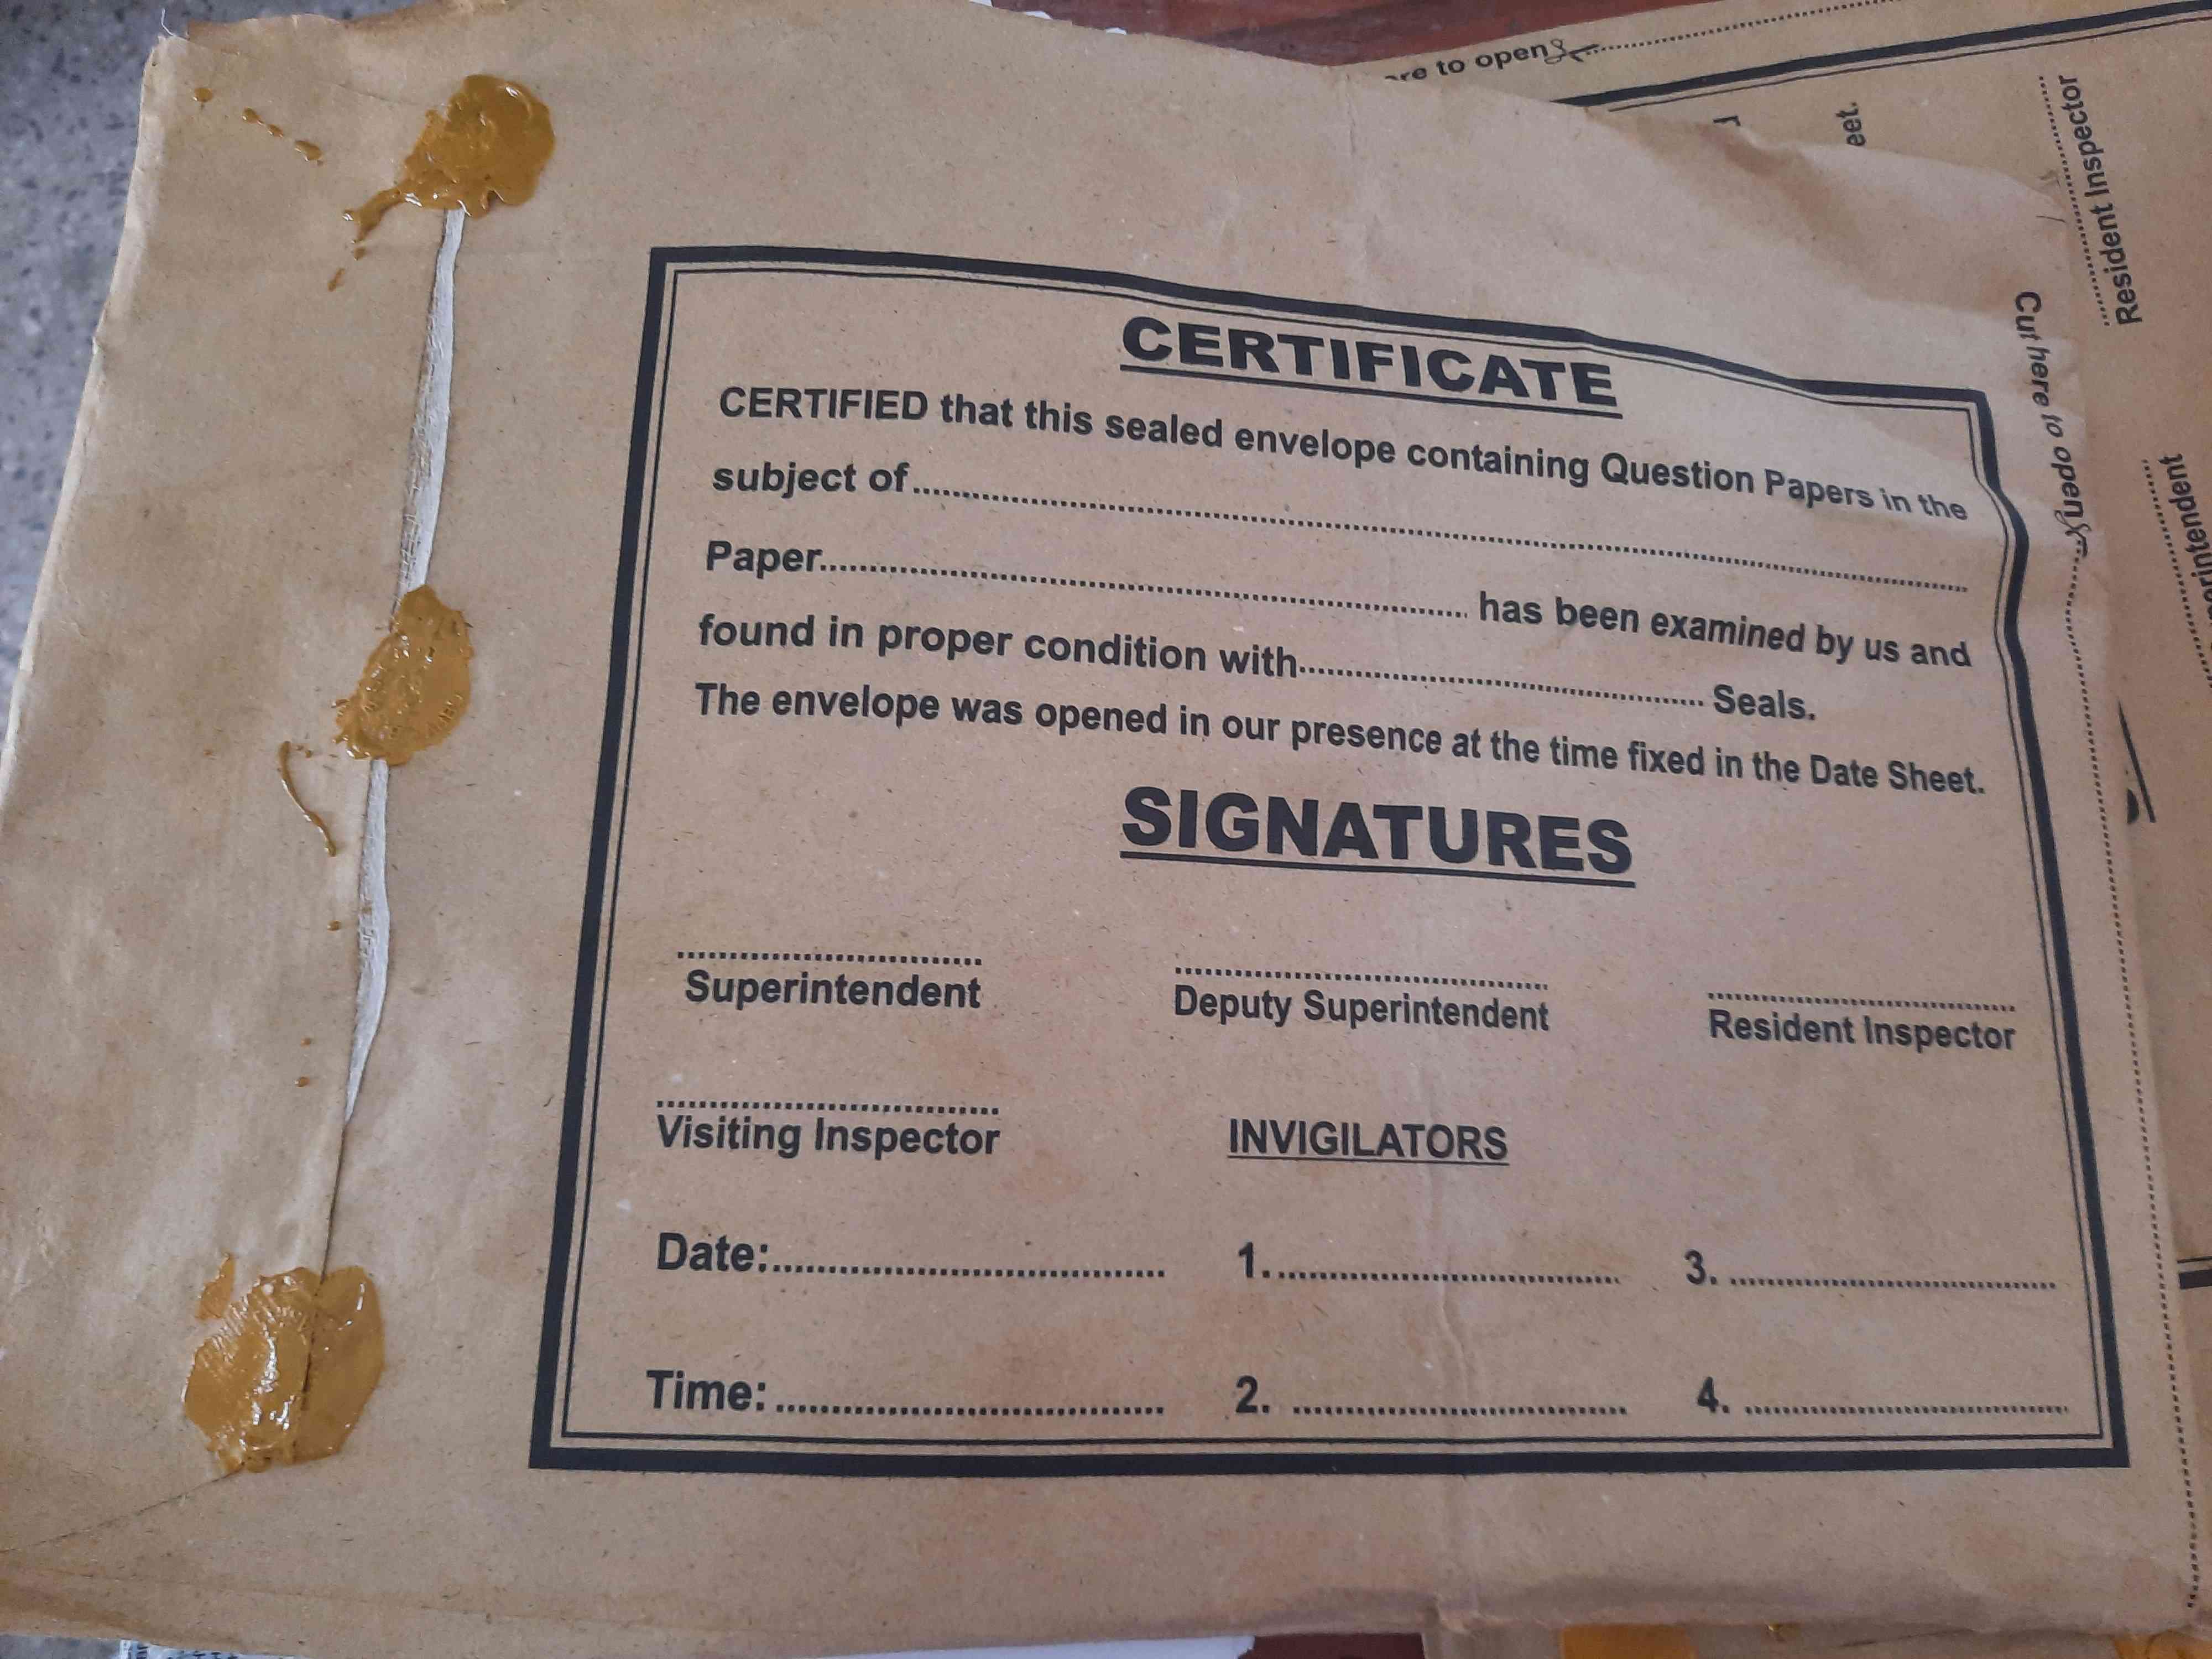 CERTIFICATE
CERTIFIED that this sealed envelope containing Question Papers in the
subject of..........
Paper.......... has been examined by us and
found in proper condition with.......... Seals.
The envelope was opened in our presence at the time fixed in the Date Sheet.
SIGNATURES
Superintendent Deputy Superintendent Resident Inspector
Visiting Inspector INVIGILATORS
Date:.......... 1........... 3. ..........
Time:.......... 2. .......... 4. ..........
Cut here to open
to open
eet.
Resident Inspector